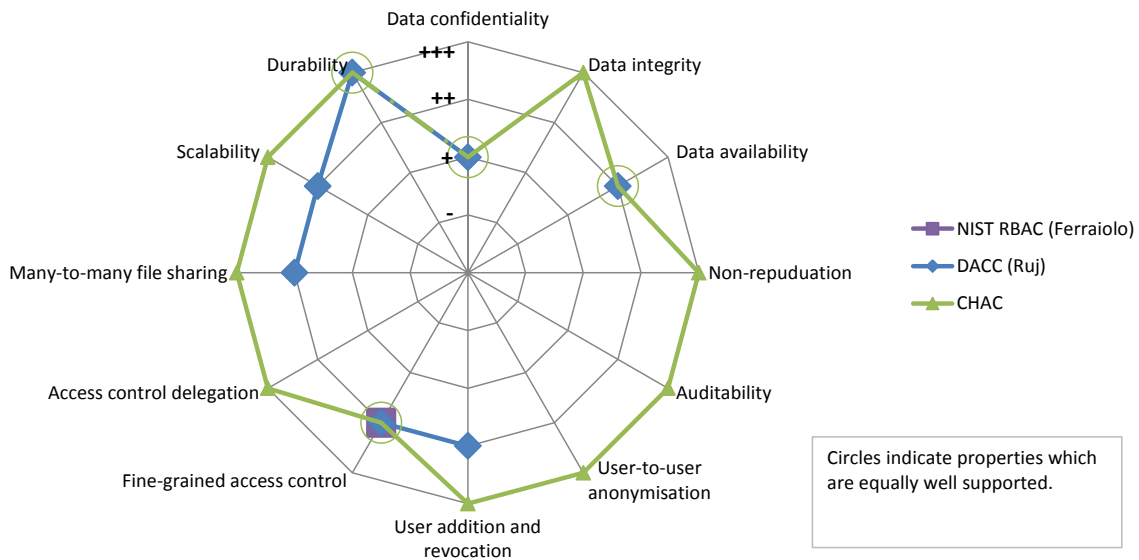 Data confidentiality
+++
Durability
Data integrity
++
Scalability
+
Data availability
-
Many-to-many file sharing
Non-repuduation
NIST RBAC (Ferraiolo)
DACC (Ruj)
CHAC
Access control delegation
Auditability
Fine-grained access control
User-to-user
anonymisation
User addition and
revocation
Circles indicate properties which
are equally well supported.